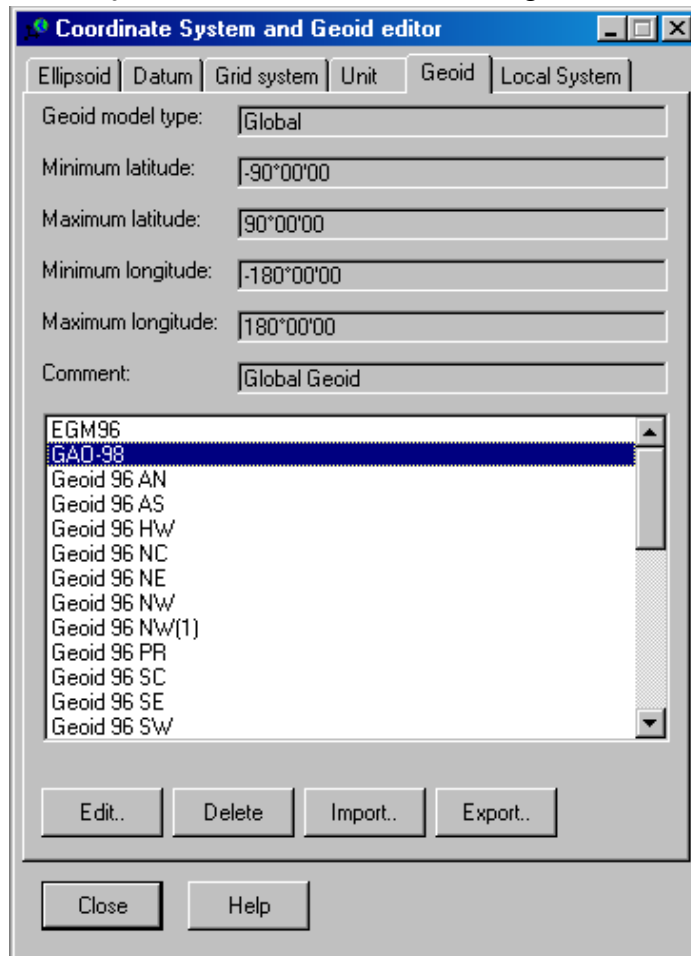 Coordinate System and Geoid editor
Ellipsoid Datum Grid system Unit Geoid Local System
Geoid model type: Global
Minimum latitude: -90°00'00
Maximum latitude: 90°00'00
Minimum longitude: -180°00'00
Maximum longitude: 180°00'00
Comment: Global Geoid
EGM96
GAO-98
Geoid 96 AN
Geoid 96 AS
Geoid 96 HW
Geoid 96 NC
Geoid 96 NE
Geoid 96 NW
Geoid 96 NW(1)
Geoid 96 PR
Geoid 96 SC
Geoid 96 SE
Geoid 96 SW
Edit.. Delete Import.. Export..
Close Help